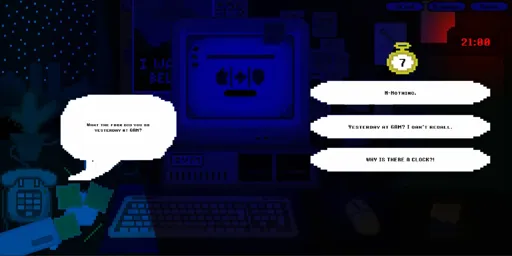 21:00
7
What the fuck did you do
yesterday at 6AM?
N-Nothing.
Yesterday at 6AM? I can't recall.
WHY IS THERE A CLOCK?!